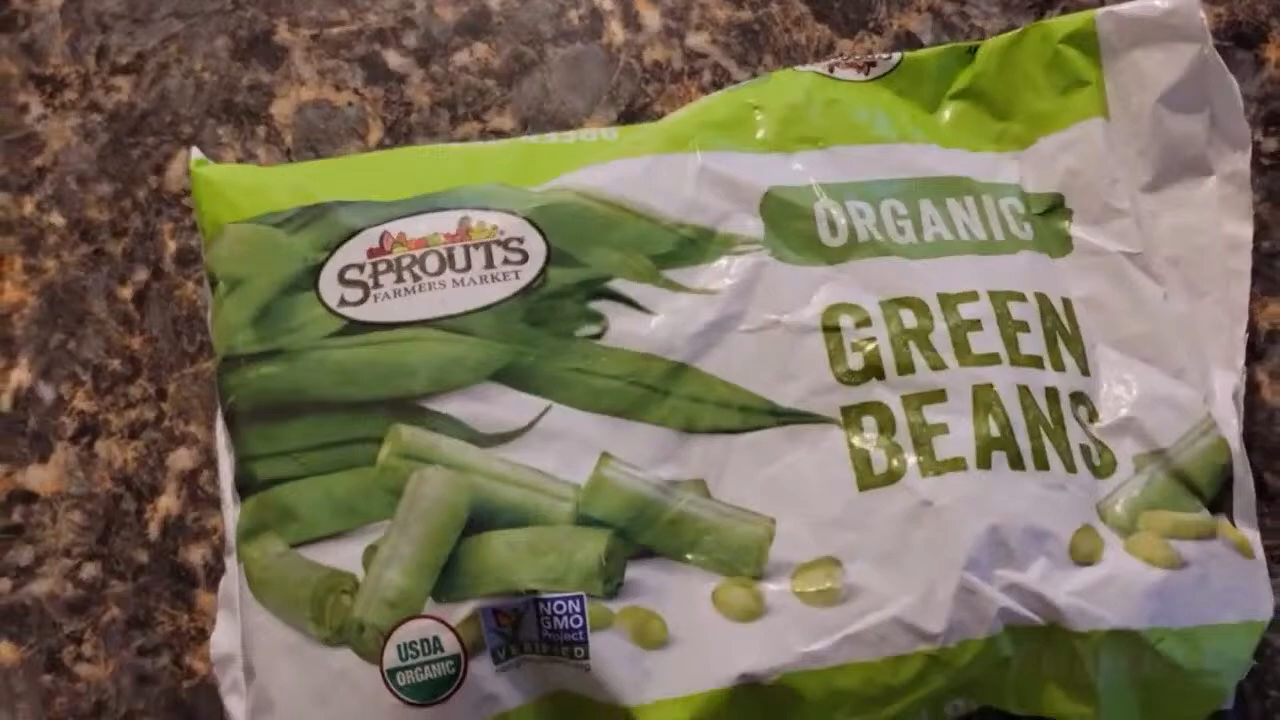 ORGANIC
SPROUTS
FARMERS MARKET
GREEN
BEANS
USDA
ORGANIC
NON
GMO
Project
VERIFIED